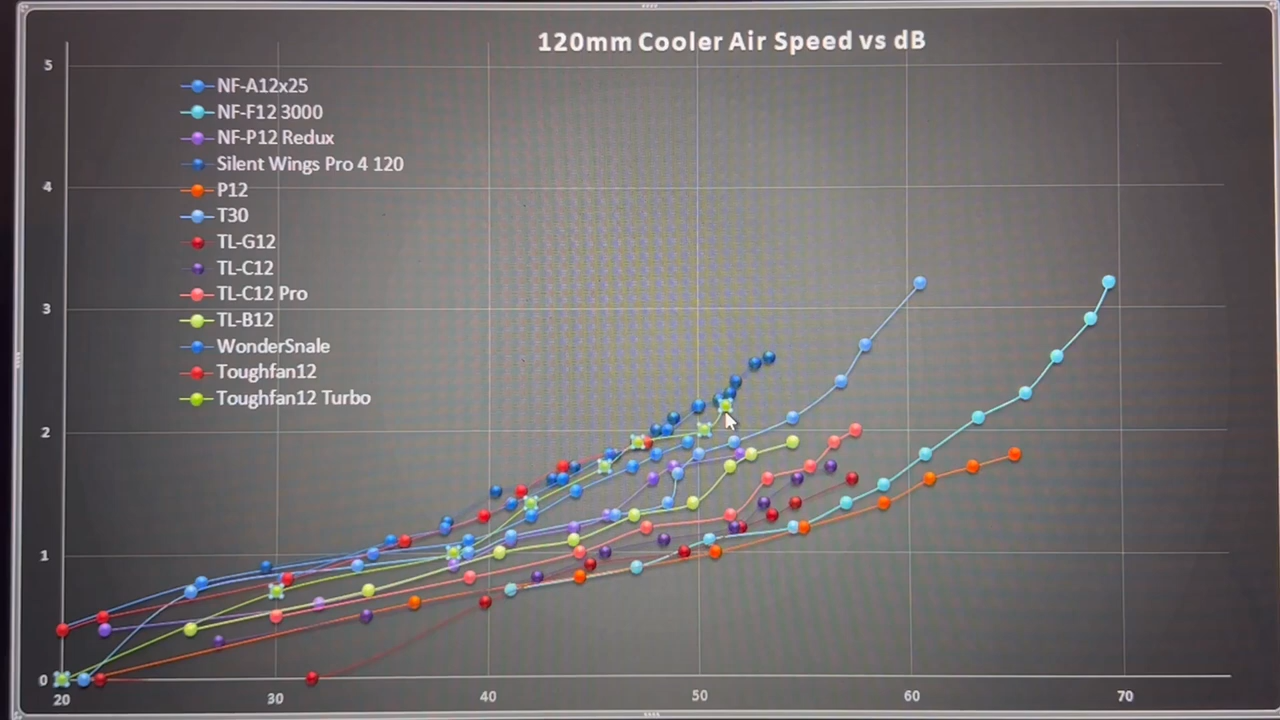 120mm Cooler Air Speed vs dB
5
NF-A12x25
NF-F12 3000
NF-P12 Redux
Silent Wings Pro 4 120
4
P12
T30
TL-G12
TL-C12
TL-C12 Pro
3
TL-B12
WonderSnale
Toughfan12
Toughfan12 Turbo
2
1
0
20 30 40 50 60 70